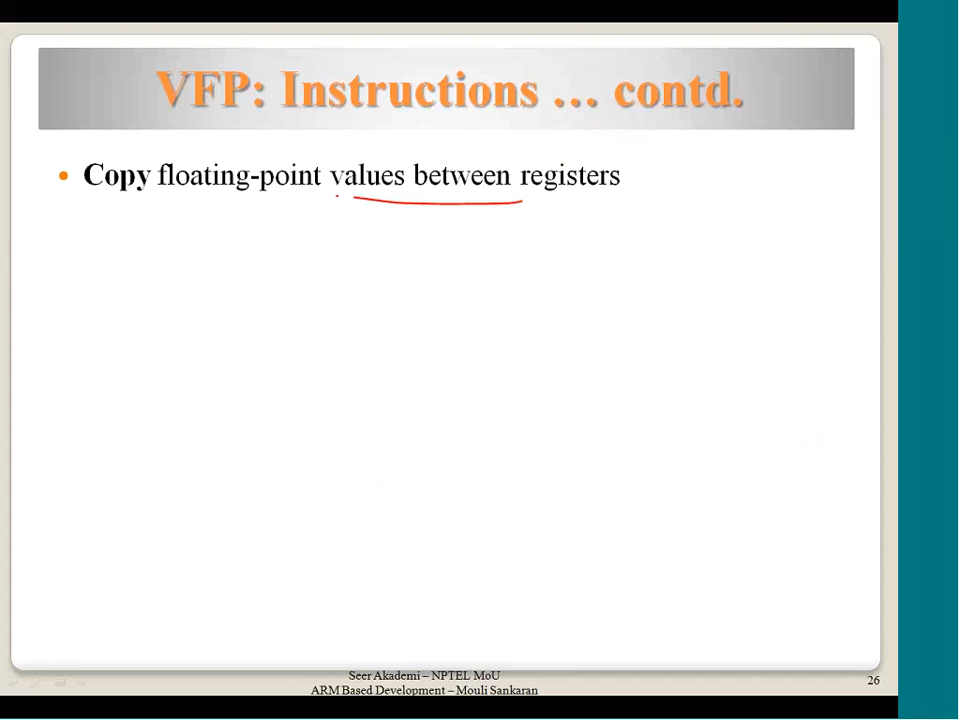 VFP: Instructions … contd.
• Copy floating-point values between registers
Seer Akademi – NPTEL MoU
ARM Based Development – Mouli Sankaran
26